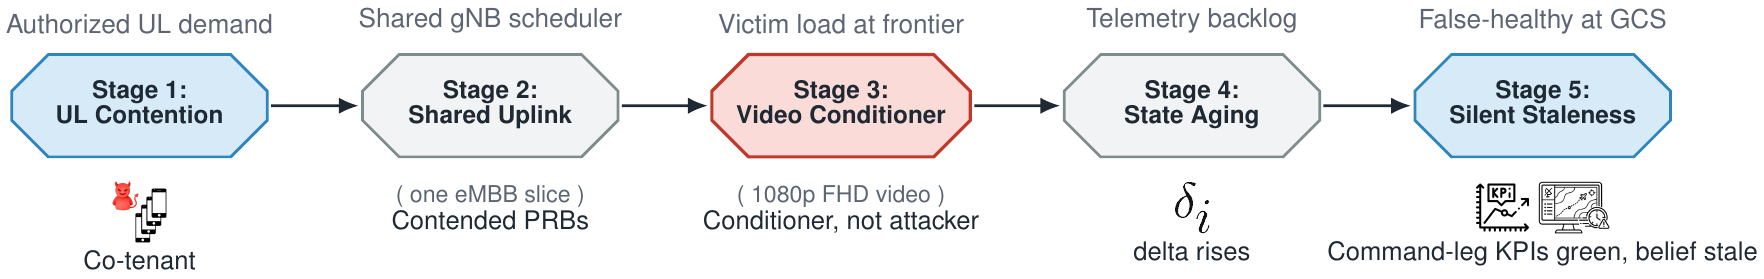 Authorized UL demand
Shared gNB scheduler
Victim load at frontier
Telemetry backlog
False-healthy at GCS
Stage 1:
UL Contention
Stage 2:
Shared Uplink
Stage 3:
Video Conditioner
Stage 4:
State Aging
Stage 5:
Silent Staleness
Co-tenant
( one eMBB slice )
Contended PRBs
( 1080p FHD video )
Conditioner, not attacker
δi
delta rises
KPi
Command-leg KPIs green, belief stale